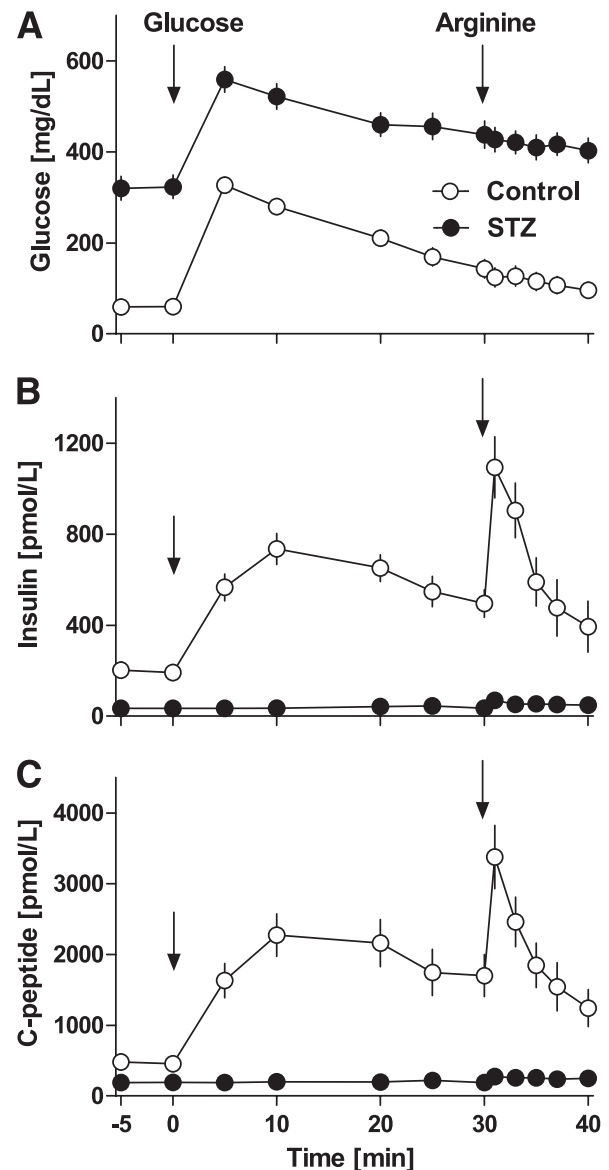 A
Glucose
Arginine
600
400
200
0
Glucose [mg/dL]
Control
STZ
B
1200
800
400
0
Insulin [pmol/L]
C
4000
3000
2000
1000
0
C-peptide [pmol/L]
-5 0 10 20 30 40
Time [min]